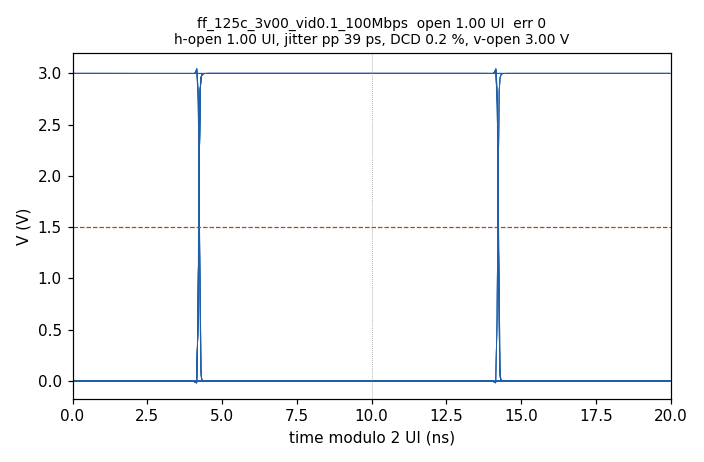 ff_125c_3v00_vid0.1_100Mbps  open 1.00 UI  err 0
h-open 1.00 UI, jitter pp 39 ps, DCD 0.2 %, v-open 3.00 V
V (V)
3.0
2.5
2.0
1.5
1.0
0.5
0.0
0.0 2.5 5.0 7.5 10.0 12.5 15.0 17.5 20.0
time modulo 2 UI (ns)